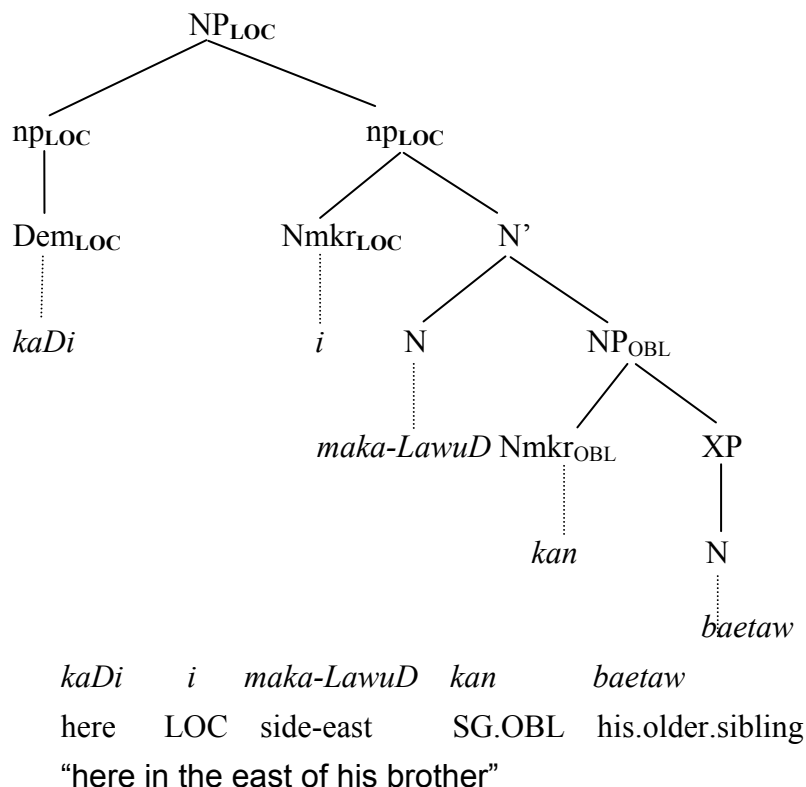 NPLOC
npLOC npLOC
DemLOC NmkrLOC N’
kaDi i N NPOBL
maka-LawuD NmkrOBL XP
kan N
baetaw
kaDi i maka-LawuD kan baetaw
here LOC side-east SG.OBL his.older.sibling
“here in the east of his brother”